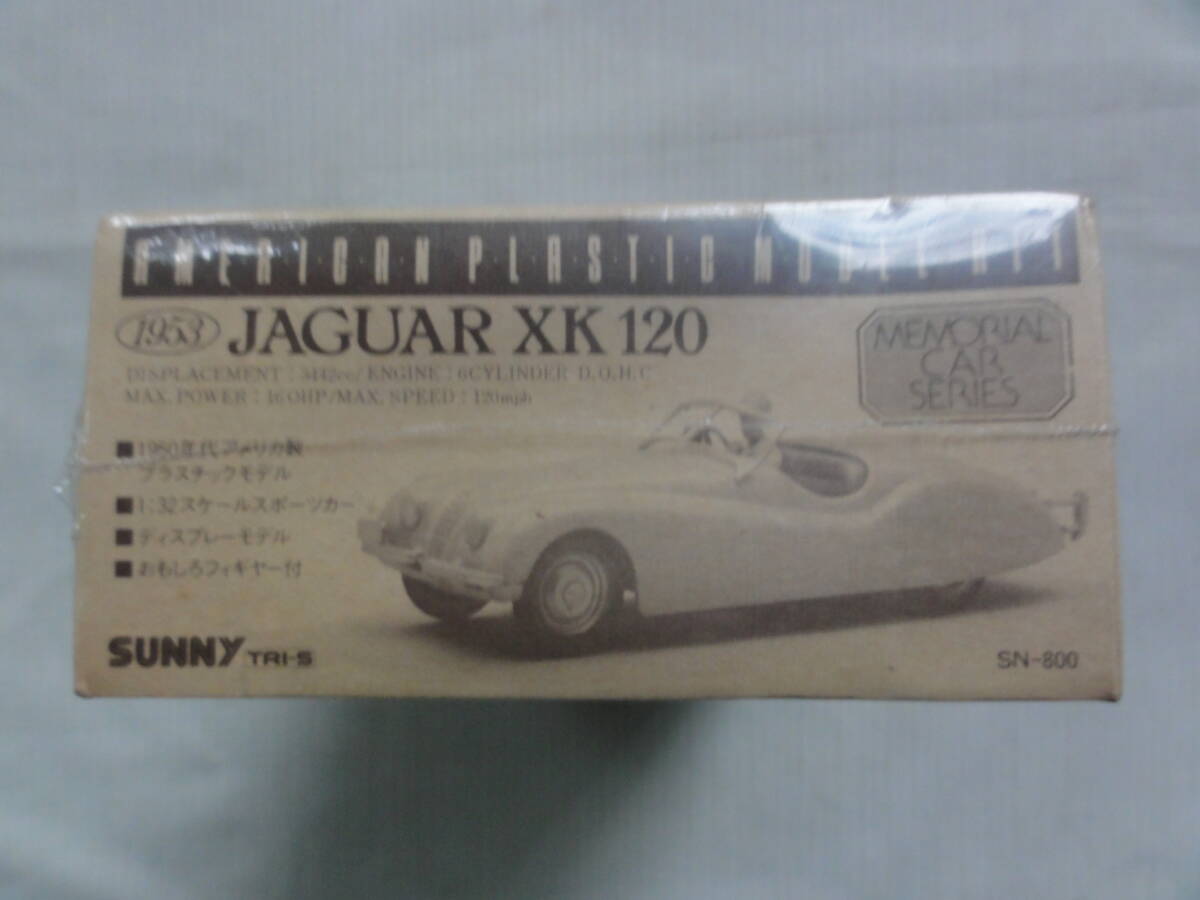 AMERICAN PLASTIC MODEL KIT
1953 JAGUAR XK 120
DISPLACEMENT : 3442cc/ ENGINE : 6CYLINDER D.O.H.C
MAX. POWER : 16OHP/MAX. SPEED : 120mph
MEMORIAL
CAR
SERIES
■ 1950年代アメリカ製
プラスチックモデル
■ 1:32スケールスポーツカー
■ ディスプレーモデル
■ おもしろフィギヤー付
SUNNY TRI-S
SN-800